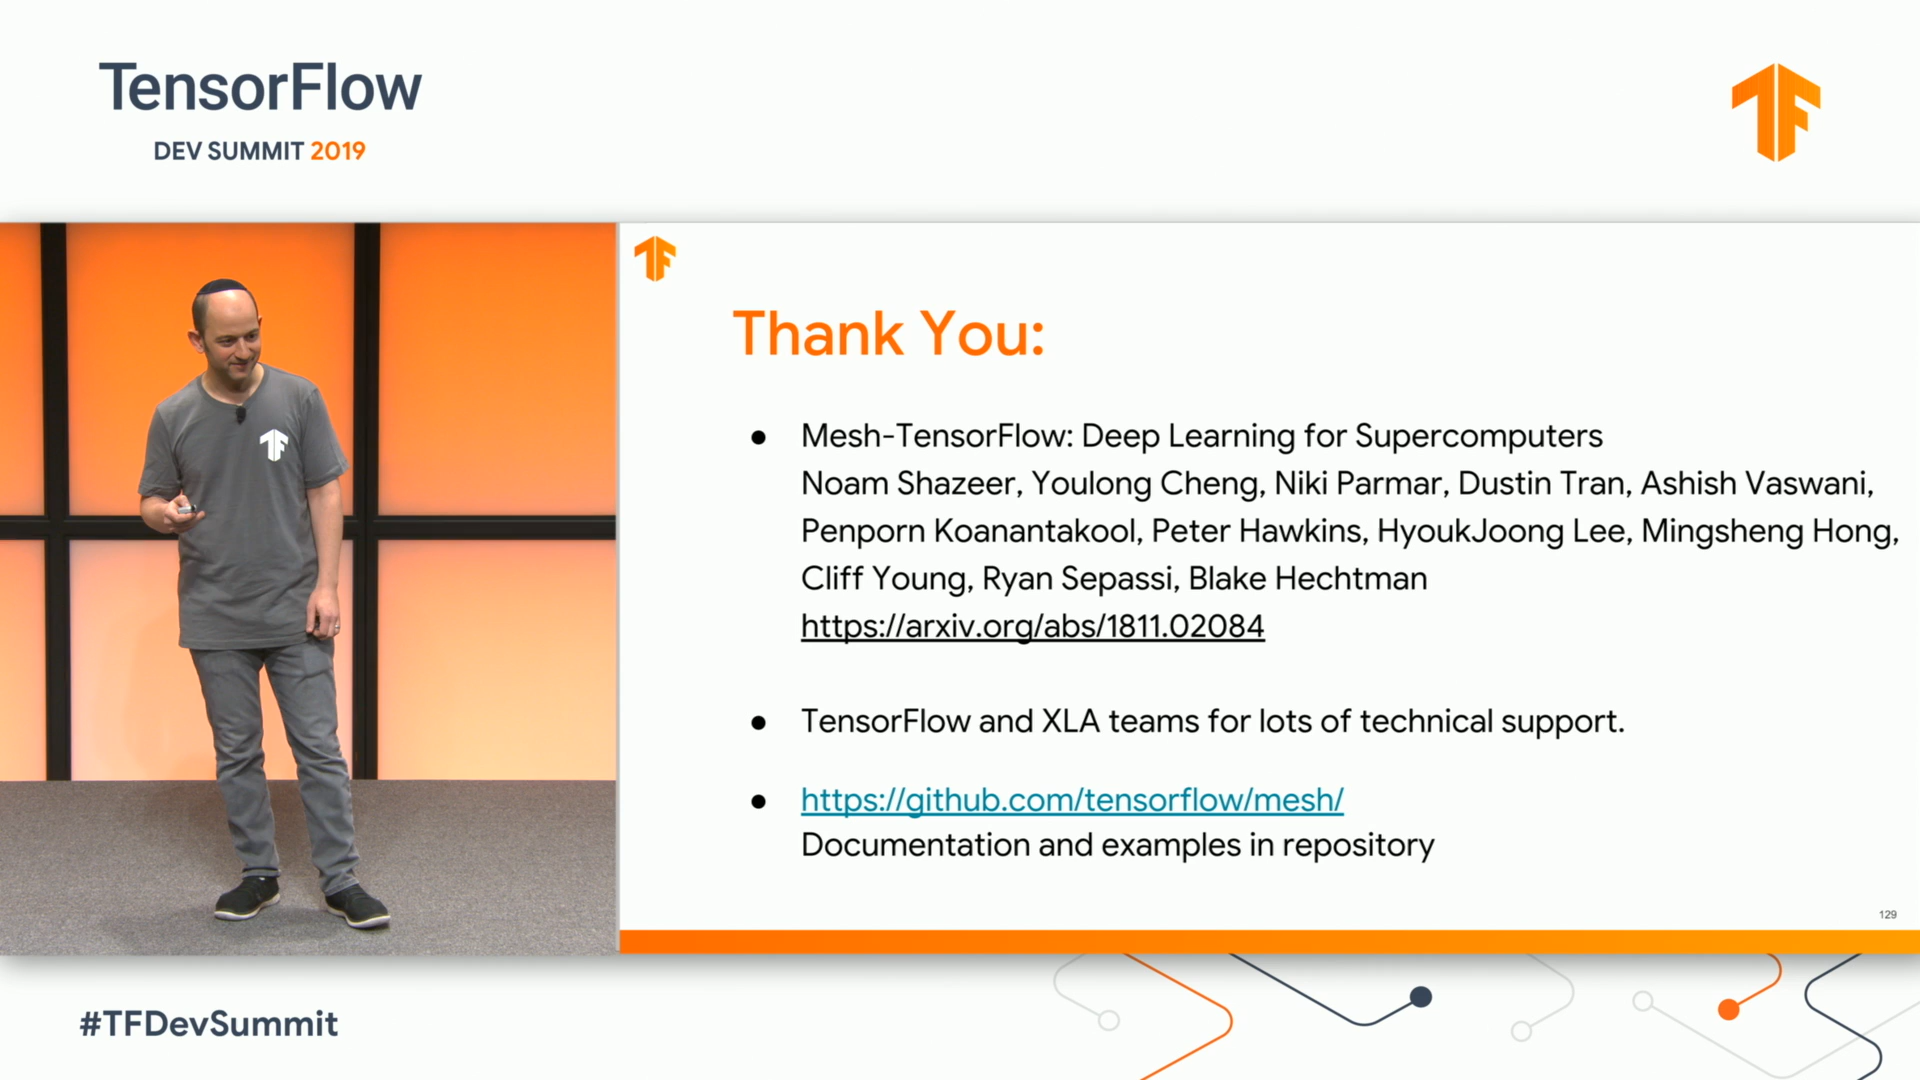 TensorFlow
DEV SUMMIT 2019
Thank You:
● Mesh-TensorFlow: Deep Learning for Supercomputers
Noam Shazeer, Youlong Cheng, Niki Parmar, Dustin Tran, Ashish Vaswani,
Penporn Koanantakool, Peter Hawkins, HyoukJoong Lee, Mingsheng Hong,
Cliff Young, Ryan Sepassi, Blake Hechtman
https://arxiv.org/abs/1811.02084
● TensorFlow and XLA teams for lots of technical support.
● https://github.com/tensorflow/mesh/
Documentation and examples in repository
129
#TFDevSummit